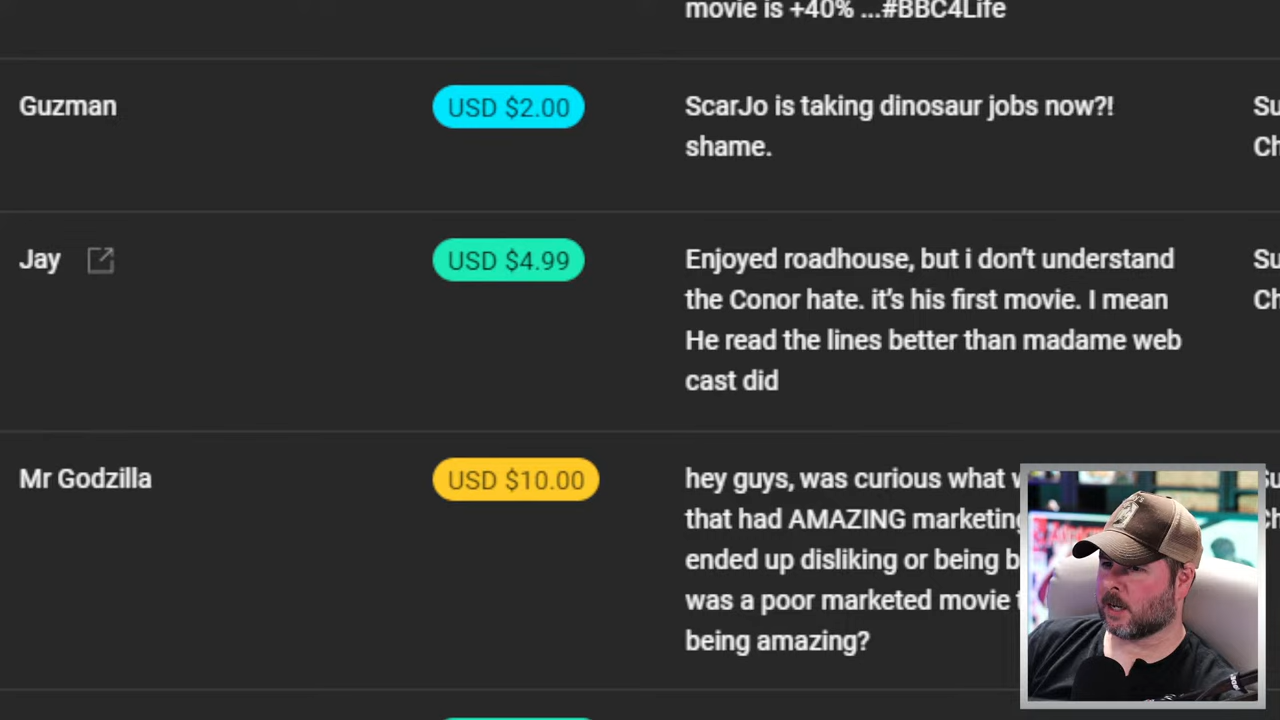 movie is +40% ...#BBC4Life
Guzman
USD $2.00
ScarJo is taking dinosaur jobs now?!
shame.
Jay
USD $4.99
Enjoyed roadhouse, but i don't understand
the Conor hate. it's his first movie. I mean
He read the lines better than madame web
cast did
Mr Godzilla
USD $10.00
hey guys, was curious what
that had AMAZING marketing
ended up disliking or being
was a poor marketed movie
being amazing?